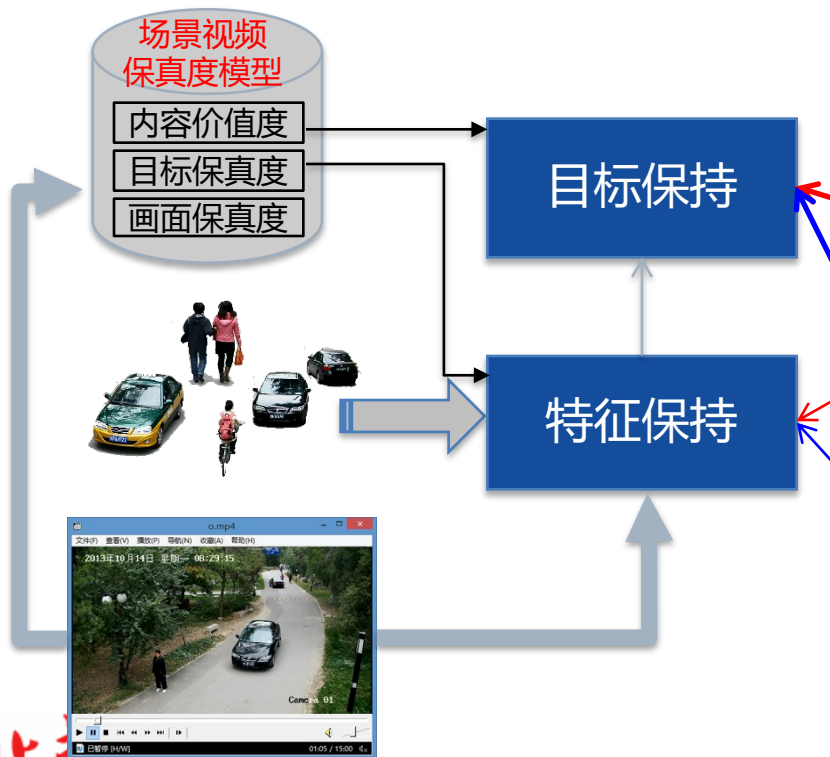 场景视频
保真度模型
内容价值度
目标保真度
画面保真度
目标保持
特征保持
o.mp4
文件(F) 查看(V) 播放(P) 导航(N) 收藏(A) 帮助(H)
2013年10月14日 星期一 08:29:15
Camera 01
已暂停 [H/W]
01:05 / 15:00